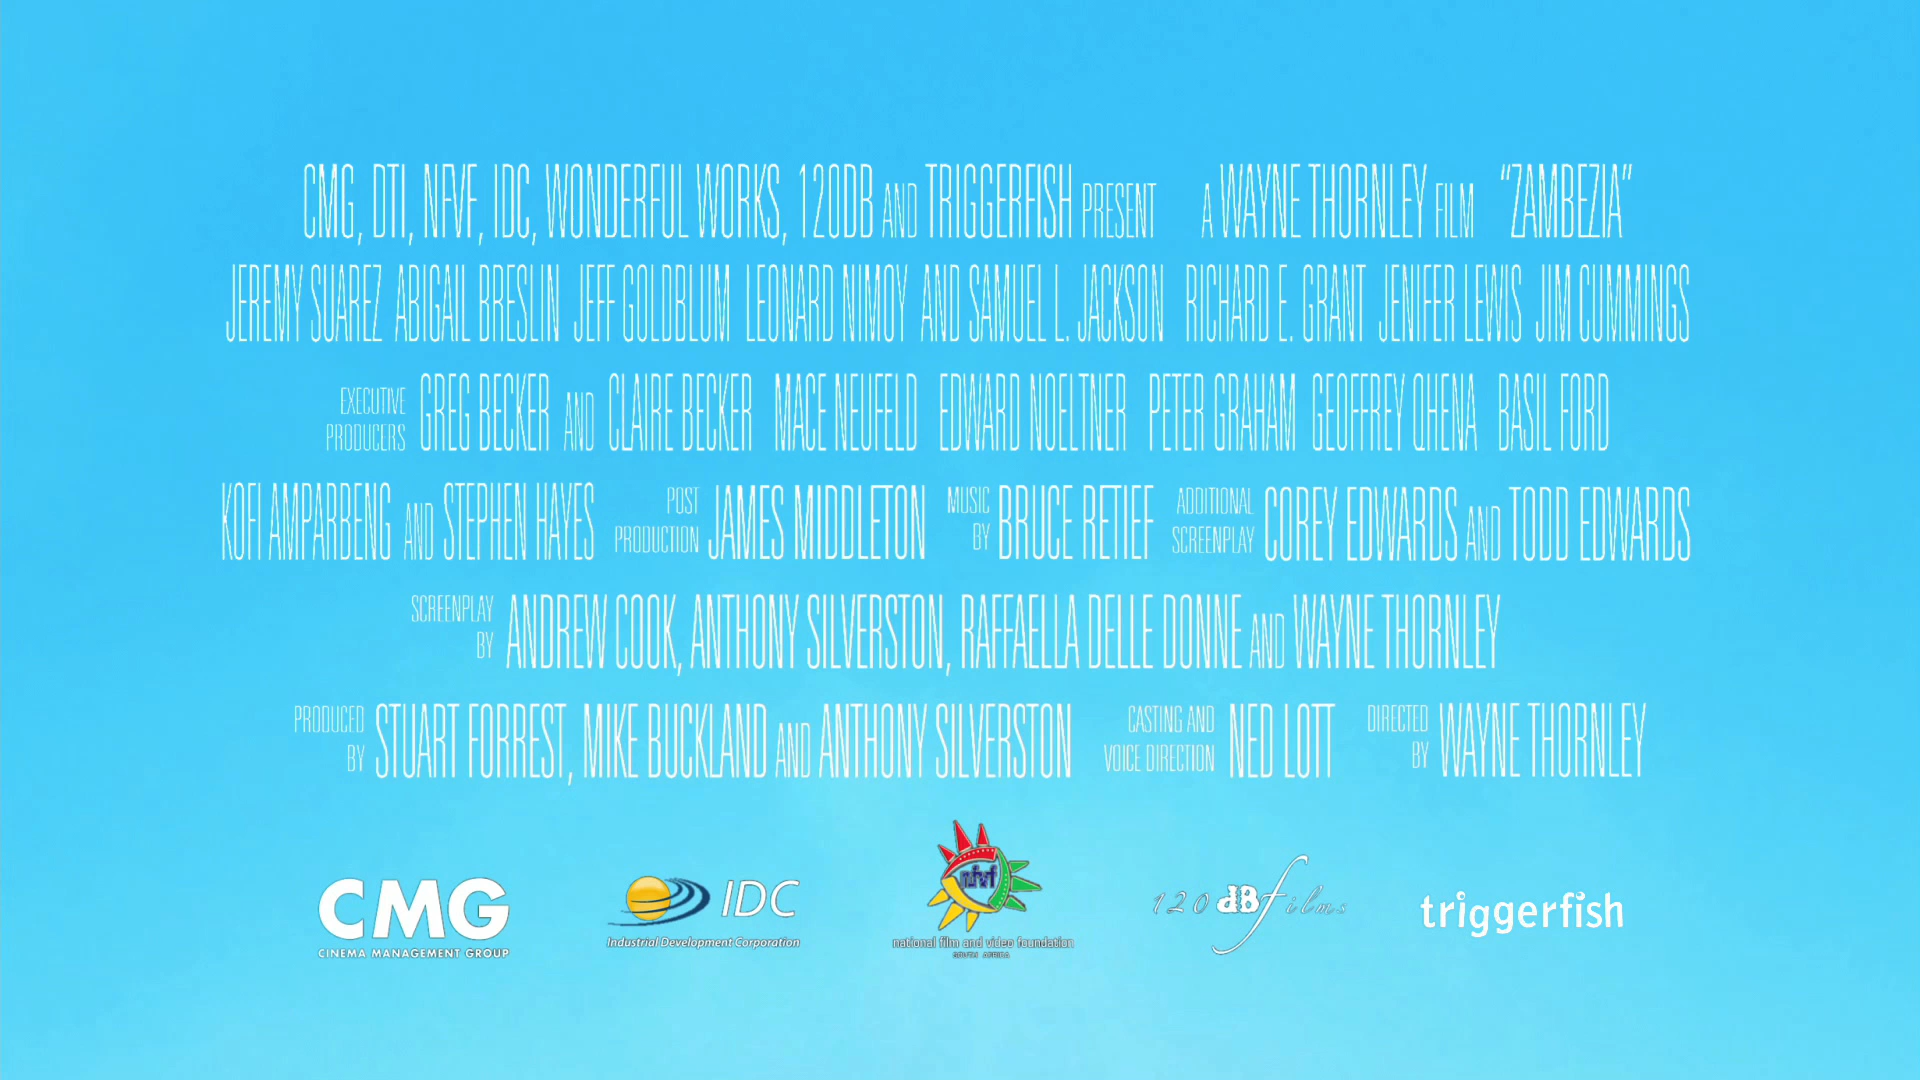 CMG, DTI, NFVF, IDC, WONDERFUL WORKS, 120DB AND TRIGGERFISH PRESENT A WAYNE THORNLEY FILM “ZAMBEZIA”
JEREMY SUAREZ ABIGAIL BRESLIN JEFF GOLDBLUM LEONARD NIMOY AND SAMUEL L. JACKSON RICHARD E. GRANT JENIFER LEWIS JIM CUMMINGS
EXECUTIVE PRODUCERS GREG BECKER AND CLAIRE BECKER MACE NEUFELD EDWARD NOELTNER PETER GRAHAM GEOFFREY QHENA BASIL FORD
KOFI AMPARBENG AND STEPHEN HAYES POST PRODUCTION JAMES MIDDLETON MUSIC BY BRUCE RETIEF ADDITIONAL SCREENPLAY COREY EDWARDS AND TODD EDWARDS
SCREENPLAY BY ANDREW COOK, ANTHONY SILVERSTON, RAFFAELLA DELLE DONNE AND WAYNE THORNLEY
PRODUCED BY STUART FORREST, MIKE BUCKLAND AND ANTHONY SILVERSTON CASTING AND VOICE DIRECTION NED LOTT DIRECTED BY WAYNE THORNLEY
CMG
CINEMA MANAGEMENT GROUP
IDC
Industrial Development Corporation
nfvf
national film and video foundation
SOUTH AFRICA
120 dB films
triggerfish